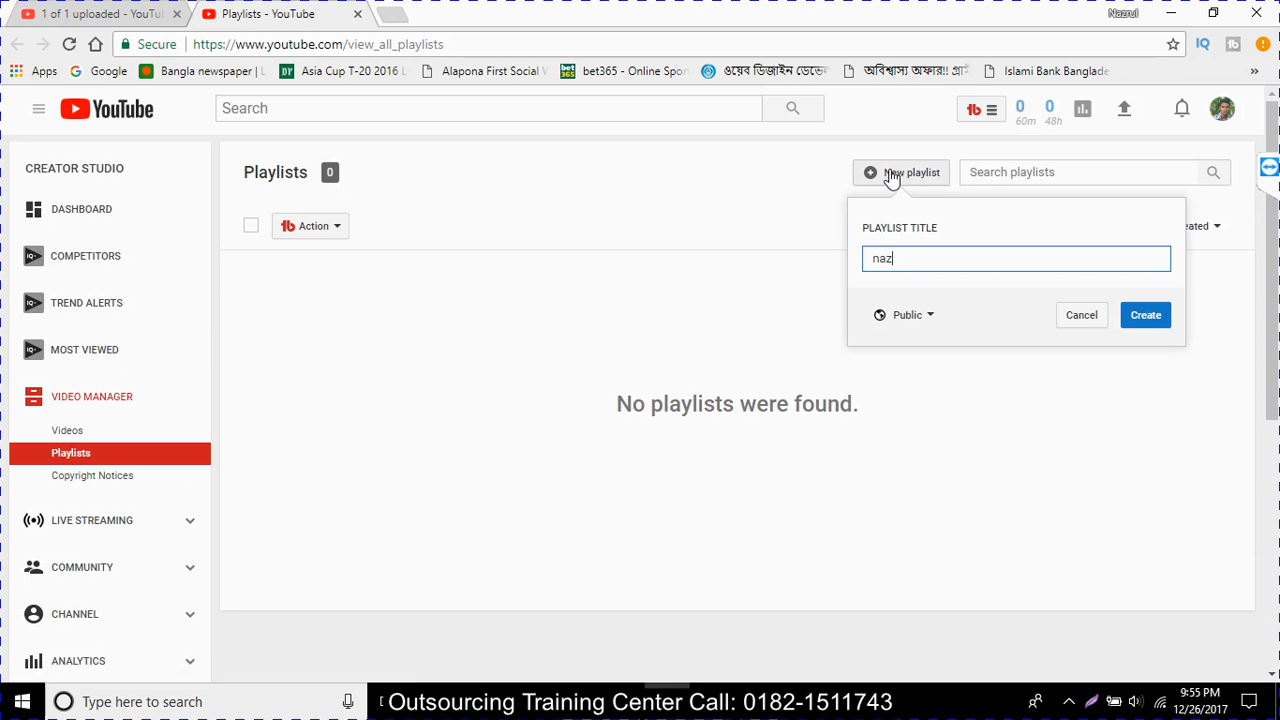 1 of 1 uploaded - YouTu
Playlists - YouTube
Nazrul
Secure
https://www.youtube.com/view_all_playlists
Apps
Google
Bangla newspaper | L
Asia Cup T-20 2016 L
Alapona First Social V
bet365 - Online Spor
ওয়েব ডিজাইন ডেভে
অবিশ্বাস্য অফার!! গ্রা
Islami Bank Banglade
YouTube
Search
0
60m
0
48h
CREATOR STUDIO
DASHBOARD
COMPETITORS
TREND ALERTS
MOST VIEWED
VIDEO MANAGER
Videos
Playlists
Copyright Notices
LIVE STREAMING
COMMUNITY
CHANNEL
ANALYTICS
Playlists 0
New playlist
Search playlists
Action
eated
PLAYLIST TITLE
naz
Public
Cancel
Create
No playlists were found.
Type here to search
Outsourcing Training Center Call: 0182-1511743
9:55 PM
12/26/2017